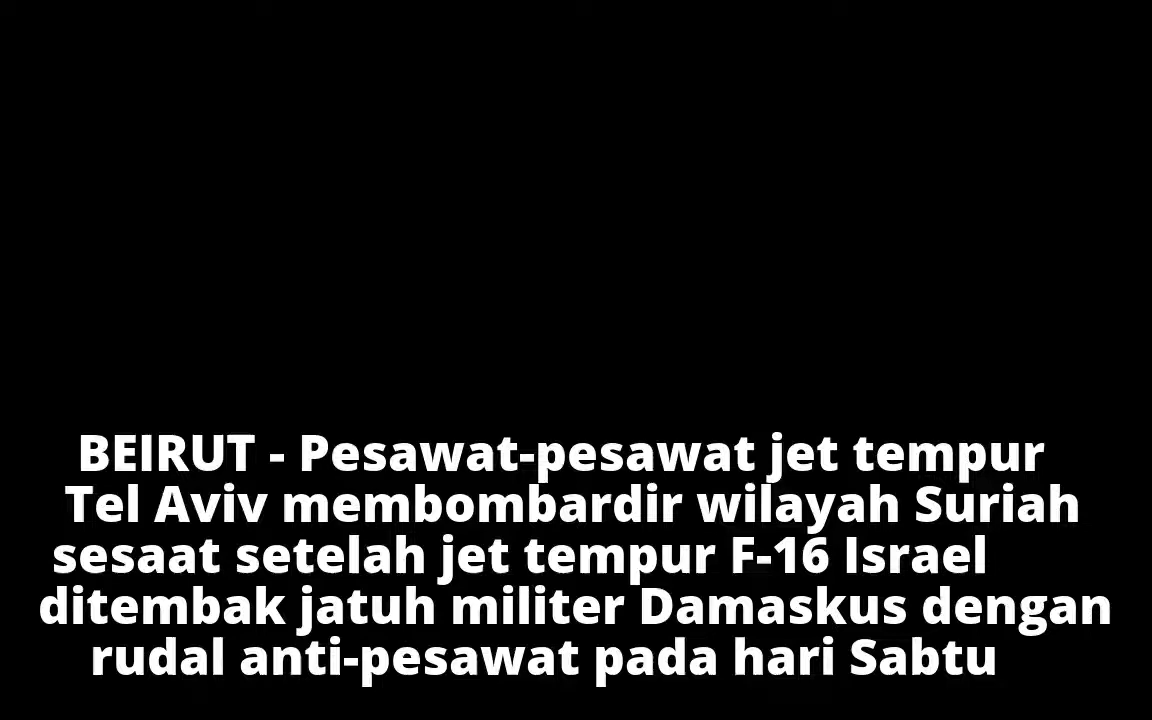 BEIRUT - Pesawat-pesawat jet tempur
Tel Aviv membombardir wilayah Suriah
sesaat setelah jet tempur F-16 Israel
ditembak jatuh militer Damaskus dengan
rudal anti-pesawat pada hari Sabtu